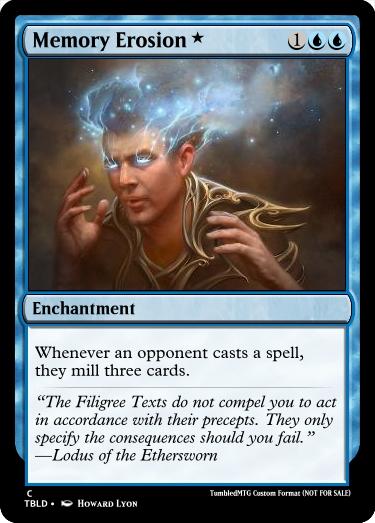 Memory Erosion ★ 1
Enchantment
Whenever an opponent casts a spell,
they mill three cards.
“The Filigree Texts do not compel you to act
in accordance with their precepts. They only
specify the consequences should you fail.”
—Lodus of the Ethersworn
C
TBLD • Howard Lyon
TumbledMTG Custom Format (NOT FOR SALE)